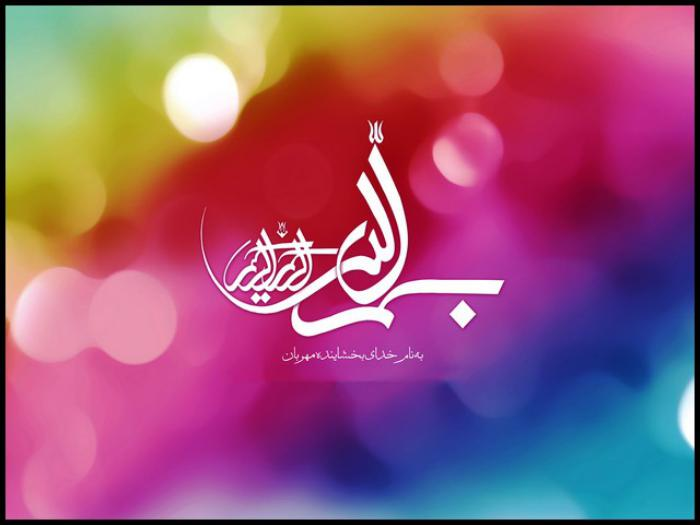 بسم الله الرحمن الرحیم
به نام خدای بخشاینده مهربان